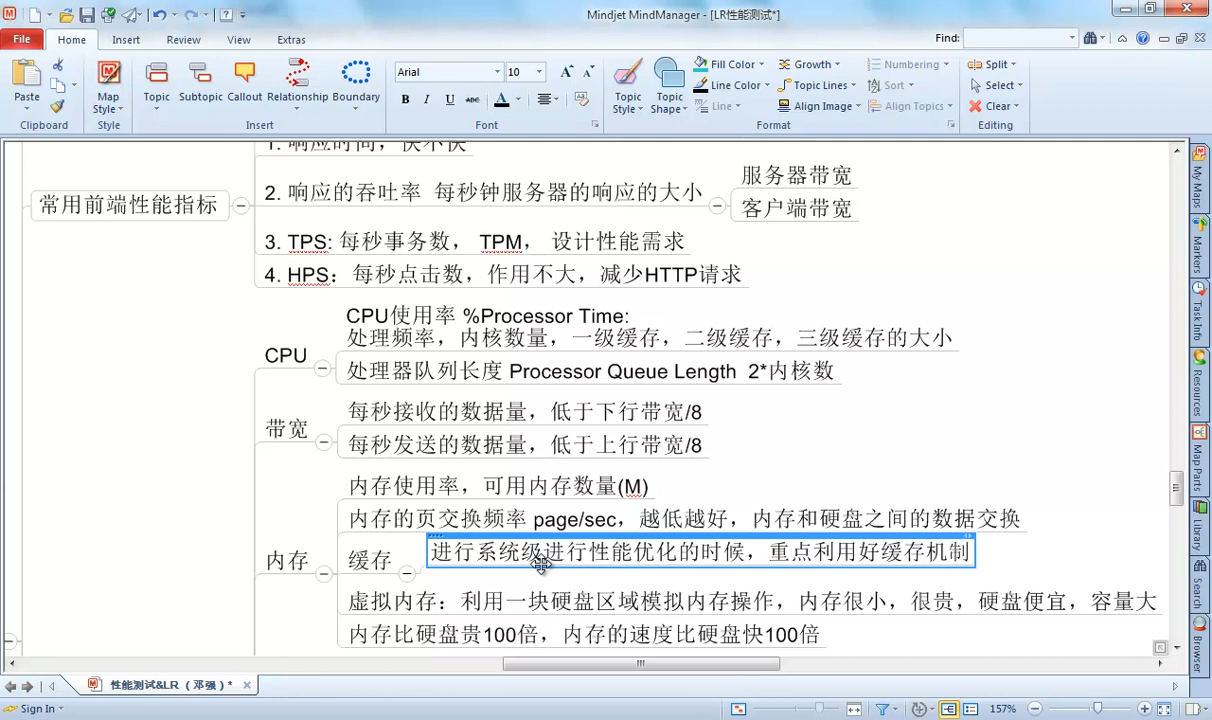 Mindjet MindManager - [LR性能测试*]
File Home Insert Review View Extras Find:
Paste Map Style Topic Subtopic Callout Relationship Boundary Arial 10 B I U abc A Topic Style Topic Shape Fill Color Growth Numbering Split
Line Color Topic Lines Sort Select
Line Align Image Align Topics Clear
Clipboard Style Insert Font Format Editing
1. 响应时间，快不快
常用前端性能指标
2. 响应的吞吐率 每秒钟服务器的响应的大小
服务器带宽
客户端带宽
3. TPS: 每秒事务数， TPM， 设计性能需求
4. HPS：每秒点击数，作用不大，减少HTTP请求
CPU
CPU使用率 %Processor Time:
处理频率，内核数量，一级缓存，二级缓存，三级缓存的大小
处理器队列长度 Processor Queue Length 2*内核数
带宽
每秒接收的数据量，低于下行带宽/8
每秒发送的数据量，低于上行带宽/8
内存
内存使用率，可用内存数量(M)
内存的页交换频率 page/sec，越低越好，内存和硬盘之间的数据交换
缓存
进行系统级进行性能优化的时候，重点利用好缓存机制
虚拟内存：利用一块硬盘区域模拟内存操作，内存很小，很贵，硬盘便宜，容量大
内存比硬盘贵100倍，内存的速度比硬盘快100倍
My Maps
Markers
Task Info
Resources
Map Parts
Library
Search
Browser
性能测试&LR （邓强）*
Sign In
157%